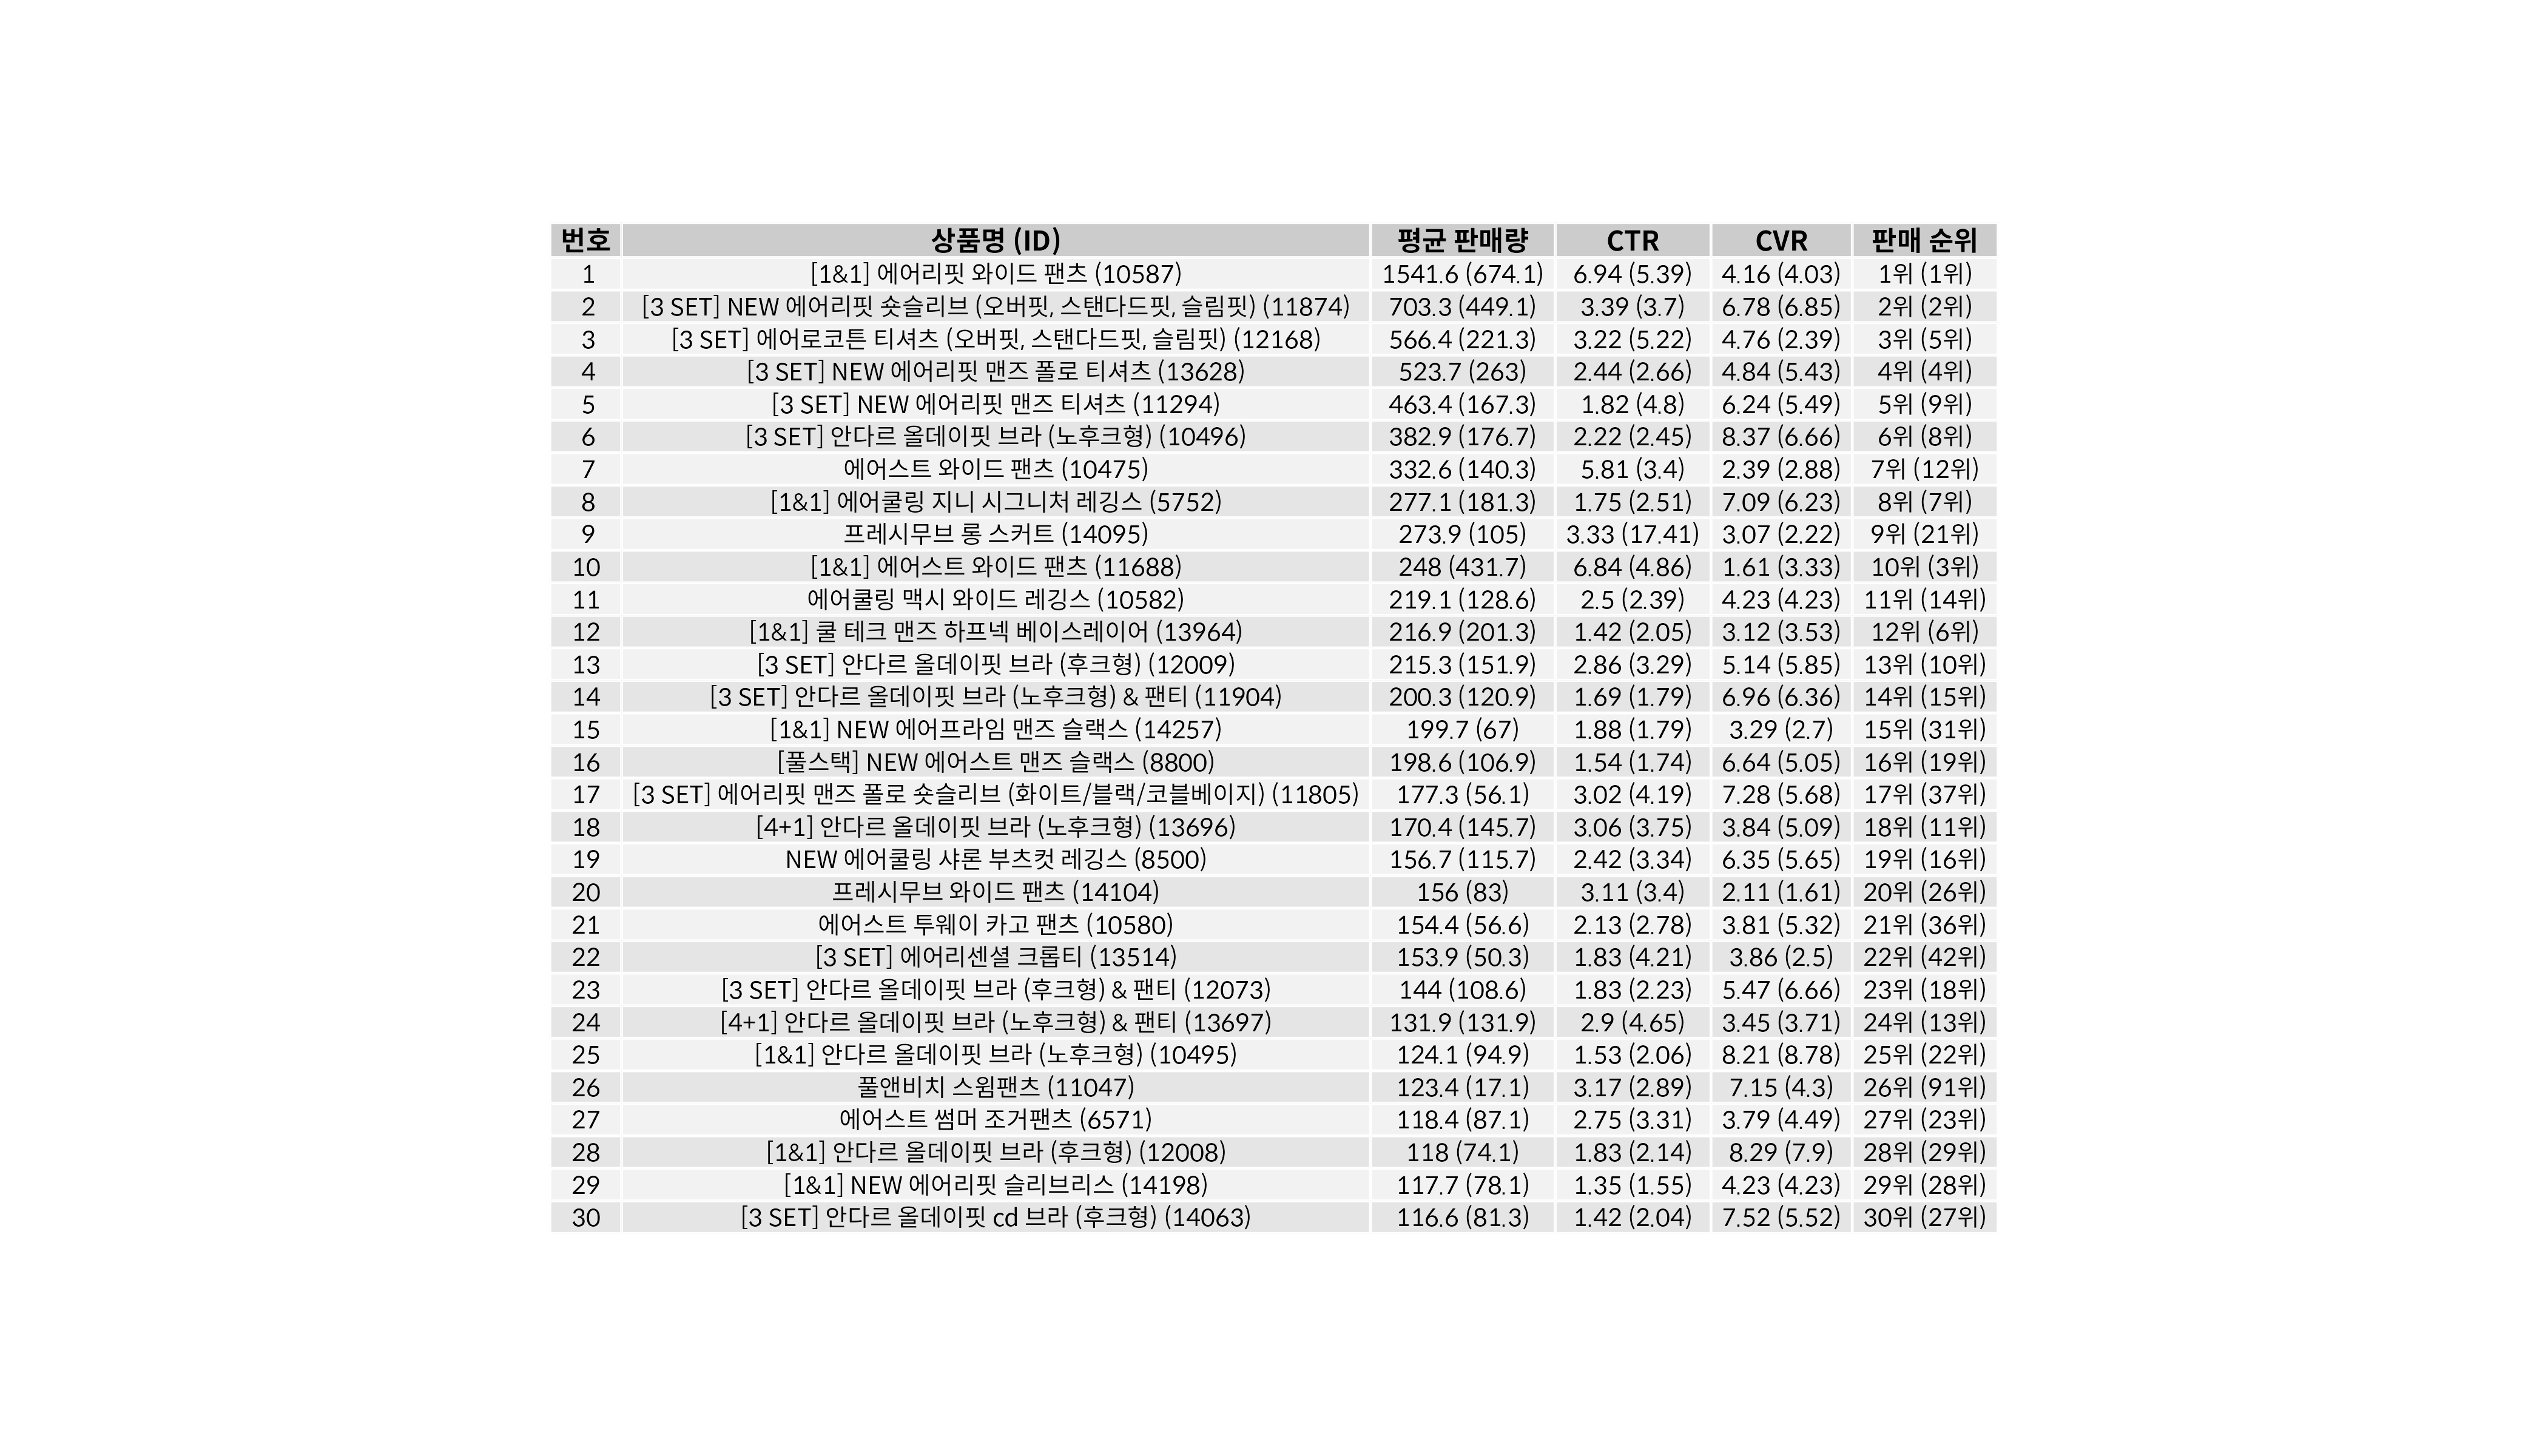 번호 상품명 (ID) 평균 판매량 CTR CVR 판매 순위
1 [1&1] 에어리핏 와이드 팬츠 (10587) 1541.6 (674.1) 6.94 (5.39) 4.16 (4.03) 1위 (1위)
2 [3 SET] NEW 에어리핏 숏슬리브 (오버핏, 스탠다드핏, 슬림핏) (11874) 703.3 (449.1) 3.39 (3.7) 6.78 (6.85) 2위 (2위)
3 [3 SET] 에어로코튼 티셔츠 (오버핏, 스탠다드핏, 슬림핏) (12168) 566.4 (221.3) 3.22 (5.22) 4.76 (2.39) 3위 (5위)
4 [3 SET] NEW 에어리핏 맨즈 폴로 티셔츠 (13628) 523.7 (263) 2.44 (2.66) 4.84 (5.43) 4위 (4위)
5 [3 SET] NEW 에어리핏 맨즈 티셔츠 (11294) 463.4 (167.3) 1.82 (4.8) 6.24 (5.49) 5위 (9위)
6 [3 SET] 안다르 올데이핏 브라 (노후크형) (10496) 382.9 (176.7) 2.22 (2.45) 8.37 (6.66) 6위 (8위)
7 에어스트 와이드 팬츠 (10475) 332.6 (140.3) 5.81 (3.4) 2.39 (2.88) 7위 (12위)
8 [1&1] 에어쿨링 지니 시그니처 레깅스 (5752) 277.1 (181.3) 1.75 (2.51) 7.09 (6.23) 8위 (7위)
9 프레시무브 롱 스커트 (14095) 273.9 (105) 3.33 (17.41) 3.07 (2.22) 9위 (21위)
10 [1&1] 에어스트 와이드 팬츠 (11688) 248 (431.7) 6.84 (4.86) 1.61 (3.33) 10위 (3위)
11 에어쿨링 맥시 와이드 레깅스 (10582) 219.1 (128.6) 2.5 (2.39) 4.23 (4.23) 11위 (14위)
12 [1&1] 쿨 테크 맨즈 하프넥 베이스레이어 (13964) 216.9 (201.3) 1.42 (2.05) 3.12 (3.53) 12위 (6위)
13 [3 SET] 안다르 올데이핏 브라 (후크형) (12009) 215.3 (151.9) 2.86 (3.29) 5.14 (5.85) 13위 (10위)
14 [3 SET] 안다르 올데이핏 브라 (노후크형) & 팬티 (11904) 200.3 (120.9) 1.69 (1.79) 6.96 (6.36) 14위 (15위)
15 [1&1] NEW 에어프라임 맨즈 슬랙스 (14257) 199.7 (67) 1.88 (1.79) 3.29 (2.7) 15위 (31위)
16 [풀스택] NEW 에어스트 맨즈 슬랙스 (8800) 198.6 (106.9) 1.54 (1.74) 6.64 (5.05) 16위 (19위)
17 [3 SET] 에어리핏 맨즈 폴로 숏슬리브 (화이트/블랙/코블베이지) (11805) 177.3 (56.1) 3.02 (4.19) 7.28 (5.68) 17위 (37위)
18 [4+1] 안다르 올데이핏 브라 (노후크형) (13696) 170.4 (145.7) 3.06 (3.75) 3.84 (5.09) 18위 (11위)
19 NEW 에어쿨링 샤론 부츠컷 레깅스 (8500) 156.7 (115.7) 2.42 (3.34) 6.35 (5.65) 19위 (16위)
20 프레시무브 와이드 팬츠 (14104) 156 (83) 3.11 (3.4) 2.11 (1.61) 20위 (26위)
21 에어스트 투웨이 카고 팬츠 (10580) 154.4 (56.6) 2.13 (2.78) 3.81 (5.32) 21위 (36위)
22 [3 SET] 에어리센셜 크롭티 (13514) 153.9 (50.3) 1.83 (4.21) 3.86 (2.5) 22위 (42위)
23 [3 SET] 안다르 올데이핏 브라 (후크형) & 팬티 (12073) 144 (108.6) 1.83 (2.23) 5.47 (6.66) 23위 (18위)
24 [4+1] 안다르 올데이핏 브라 (노후크형) & 팬티 (13697) 131.9 (131.9) 2.9 (4.65) 3.45 (3.71) 24위 (13위)
25 [1&1] 안다르 올데이핏 브라 (노후크형) (10495) 124.1 (94.9) 1.53 (2.06) 8.21 (8.78) 25위 (22위)
26 풀앤비치 스윔팬츠 (11047) 123.4 (17.1) 3.17 (2.89) 7.15 (4.3) 26위 (91위)
27 에어스트 썸머 조거팬츠 (6571) 118.4 (87.1) 2.75 (3.31) 3.79 (4.49) 27위 (23위)
28 [1&1] 안다르 올데이핏 브라 (후크형) (12008) 118 (74.1) 1.83 (2.14) 8.29 (7.9) 28위 (29위)
29 [1&1] NEW 에어리핏 슬리브리스 (14198) 117.7 (78.1) 1.35 (1.55) 4.23 (4.23) 29위 (28위)
30 [3 SET] 안다르 올데이핏 cd 브라 (후크형) (14063) 116.6 (81.3) 1.42 (2.04) 7.52 (5.52) 30위 (27위)